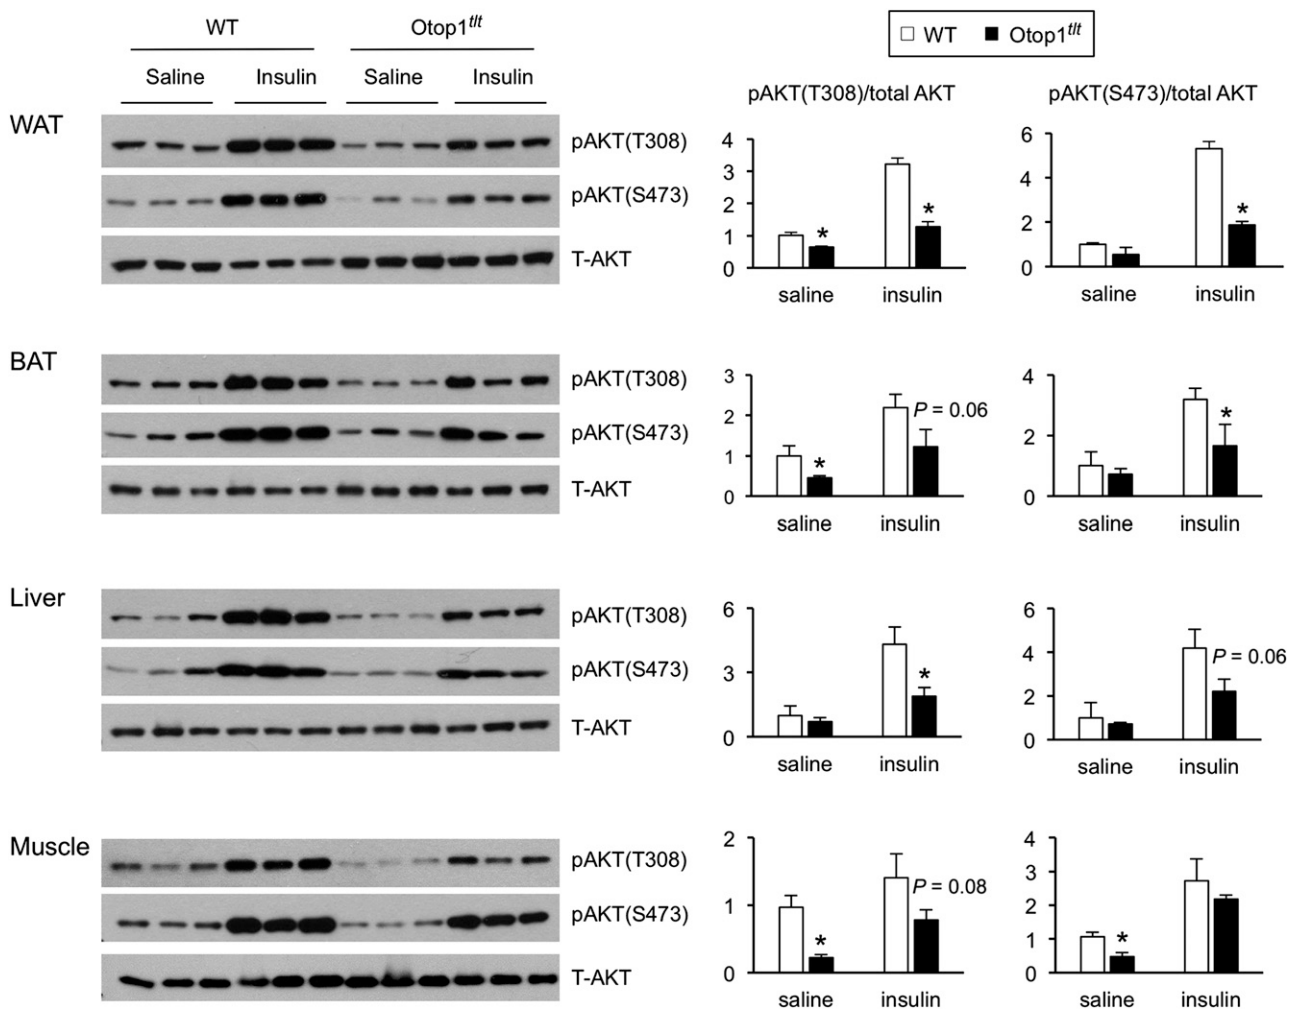 WT Otop1tlt
Saline Insulin Saline Insulin
WT Otop1tlt
pAKT(T308)/total AKT pAKT(S473)/total AKT
WAT
pAKT(T308)
pAKT(S473)
T-AKT
4
3
2
1
0
*
*
saline insulin
6
4
2
0
*
saline insulin
BAT
pAKT(T308)
pAKT(S473)
T-AKT
3
2
1
0
*
P = 0.06
saline insulin
4
2
0
*
saline insulin
Liver
pAKT(T308)
pAKT(S473)
T-AKT
6
3
0
*
saline insulin
6
4
2
0
P = 0.06
saline insulin
Muscle
pAKT(T308)
pAKT(S473)
T-AKT
2
1
0
*
P = 0.08
saline insulin
4
3
2
1
0
*
saline insulin